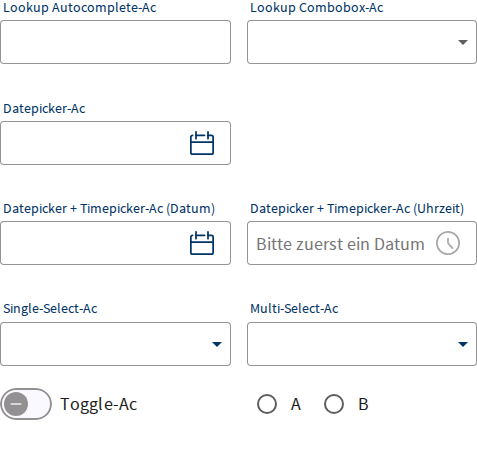 Lookup Autocomplete-Ac Lookup Combobox-Ac
Datepicker-Ac
Datepicker + Timepicker-Ac (Datum) Datepicker + Timepicker-Ac (Uhrzeit)
Bitte zuerst ein Datum
Single-Select-Ac Multi-Select-Ac
Toggle-Ac A B